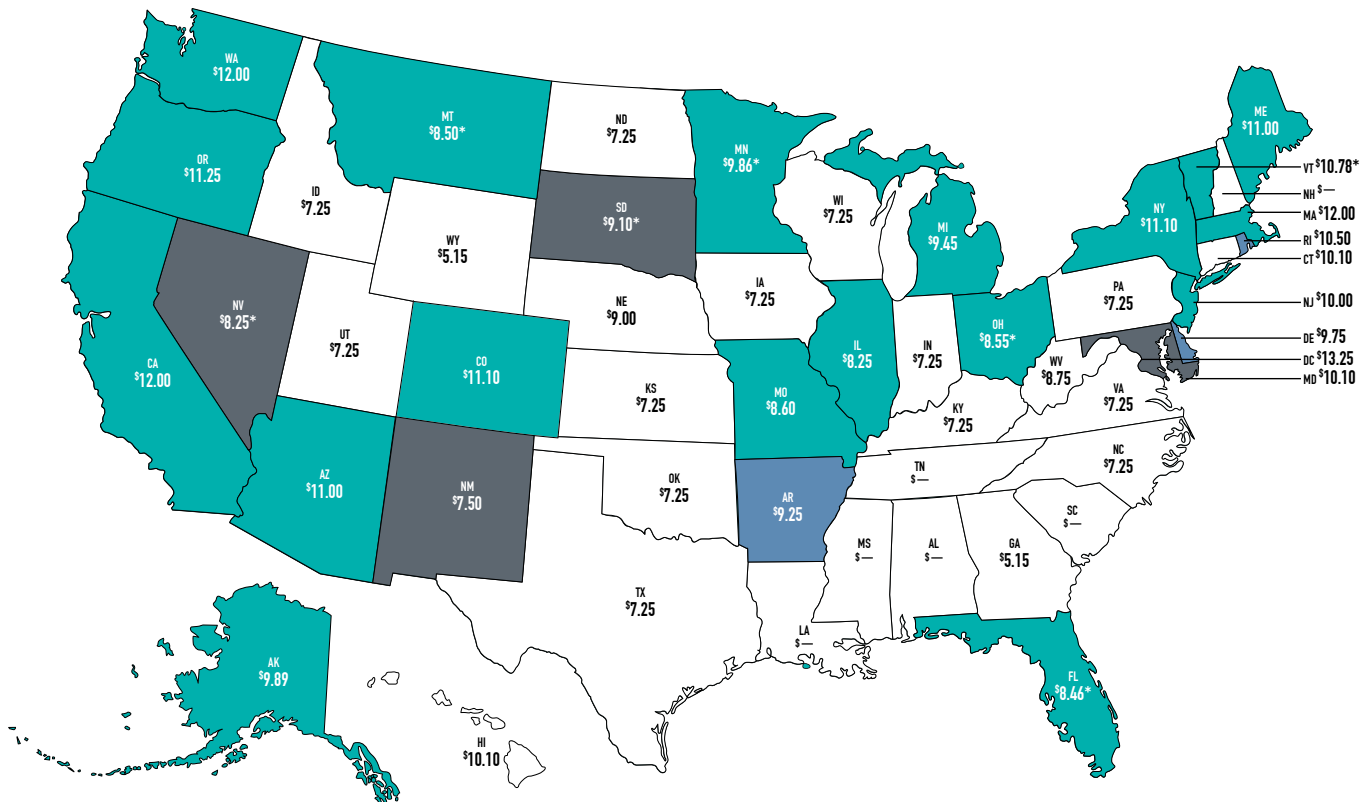 WA
$12.00
MT
$8.50*
ND
$7.25
MN
$9.86*
ME
$11.00
OR
$11.25
ID
$7.25
SD
$9.10*
WI
$7.25
VT $10.78*
NH $—
MA $12.00
NY
$11.10
MI
$9.45
RI $10.50
CT $10.10
WY
$5.15
IA
$7.25
PA
$7.25
NJ $10.00
NV
$8.25*
UT
$7.25
NE
$9.00
IL
$8.25
IN
$7.25
OH
$8.55*
DE $9.75
DC $13.25
MD $10.10
CA
$12.00
CO
$11.10
KS
$7.25
MO
$8.60
WV
$8.75
KY
$7.25
VA
$7.25
AZ
$11.00
NM
$7.50
OK
$7.25
AR
$9.25
TN
$—
NC
$7.25
SC
$—
MS
$—
AL
$—
GA
$5.15
TX
$7.25
LA
$—
AK
$9.89
FL
$8.46*
HI
$10.10